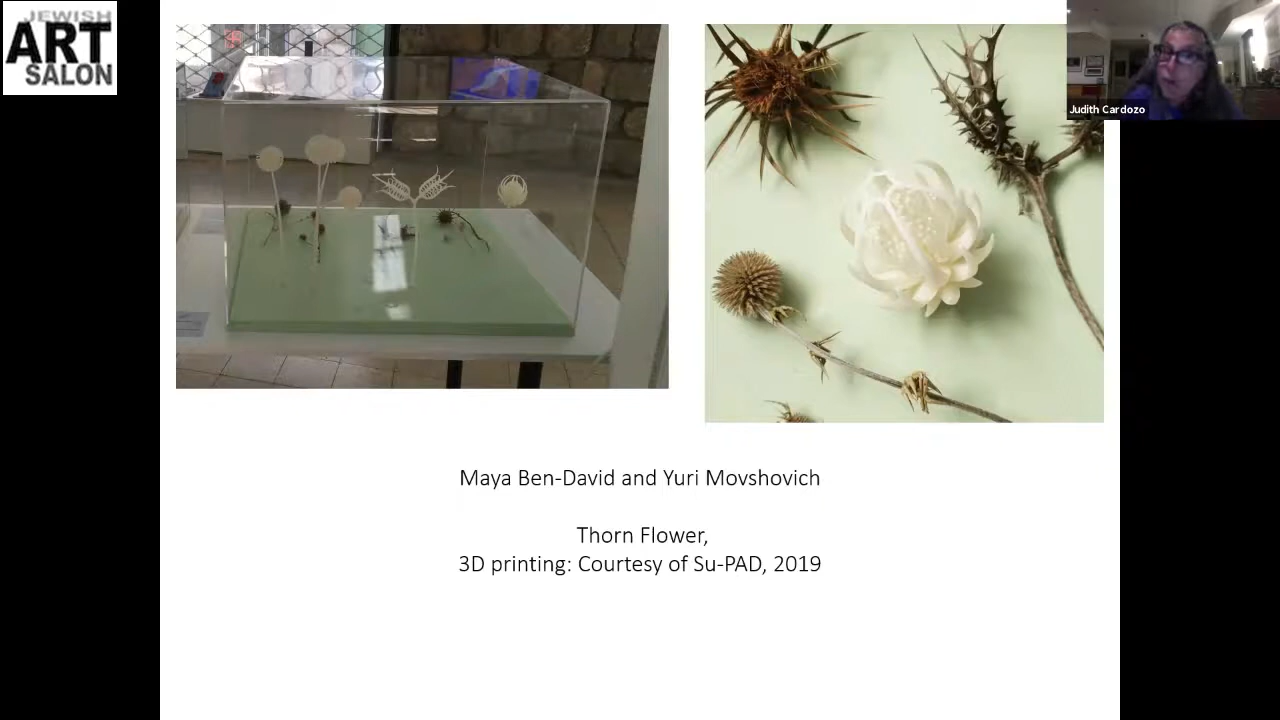 JEWISH
ART
SALON
Judith Cardozo
Maya Ben-David and Yuri Movshovich
Thorn Flower,
3D printing: Courtesy of Su-PAD, 2019